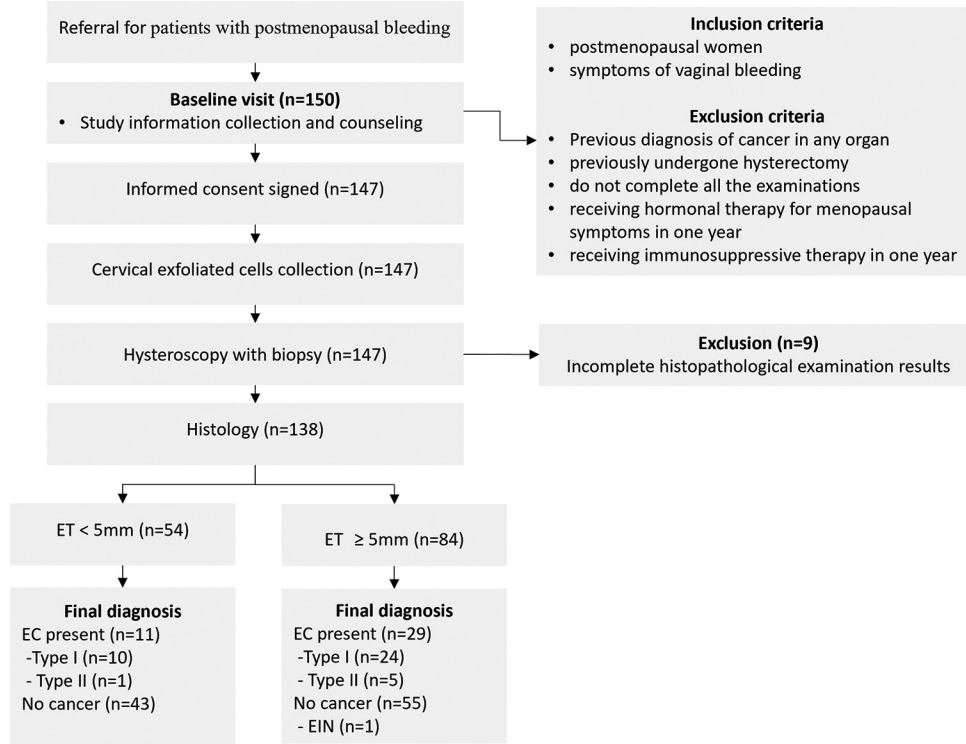 Referral for patients with postmenopausal bleeding
Baseline visit (n=150)
• Study information collection and counseling
Inclusion criteria
• postmenopausal women
• symptoms of vaginal bleeding
Exclusion criteria
• Previous diagnosis of cancer in any organ
• previously undergone hysterectomy
• do not complete all the examinations
• receiving hormonal therapy for menopausal
symptoms in one year
• receiving immunosuppressive therapy in one year
Informed consent signed (n=147)
Cervical exfoliated cells collection (n=147)
Hysteroscopy with biopsy (n=147)
Exclusion (n=9)
Incomplete histopathological examination results
Histology (n=138)
ET < 5mm (n=54)
ET ≥ 5mm (n=84)
Final diagnosis
EC present (n=11)
-Type I (n=10)
- Type II (n=1)
No cancer (n=43)
Final diagnosis
EC present (n=29)
-Type I (n=24)
- Type II (n=5)
No cancer (n=55)
- EIN (n=1)